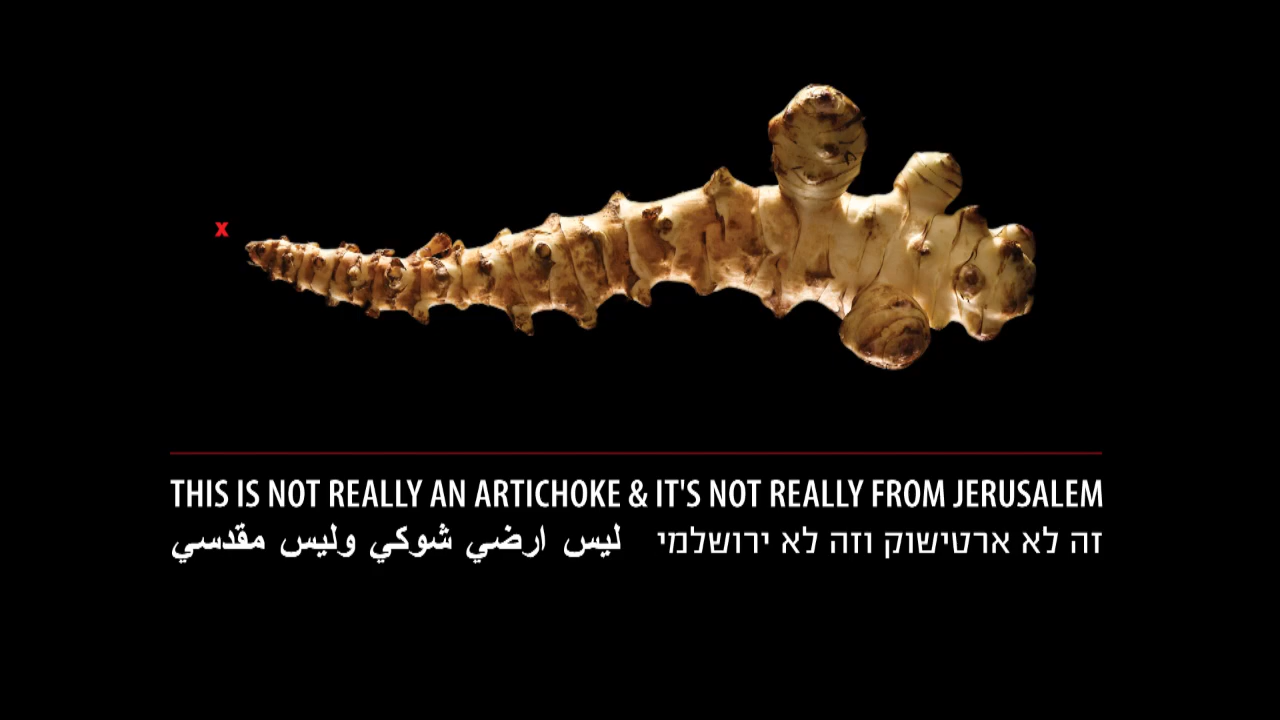 x
THIS IS NOT REALLY AN ARTICHOKE & IT'S NOT REALLY FROM JERUSALEM
ليس ارضي شوكي وليس مقدسي זה לא ארטישוק וזה לא ירושלמי